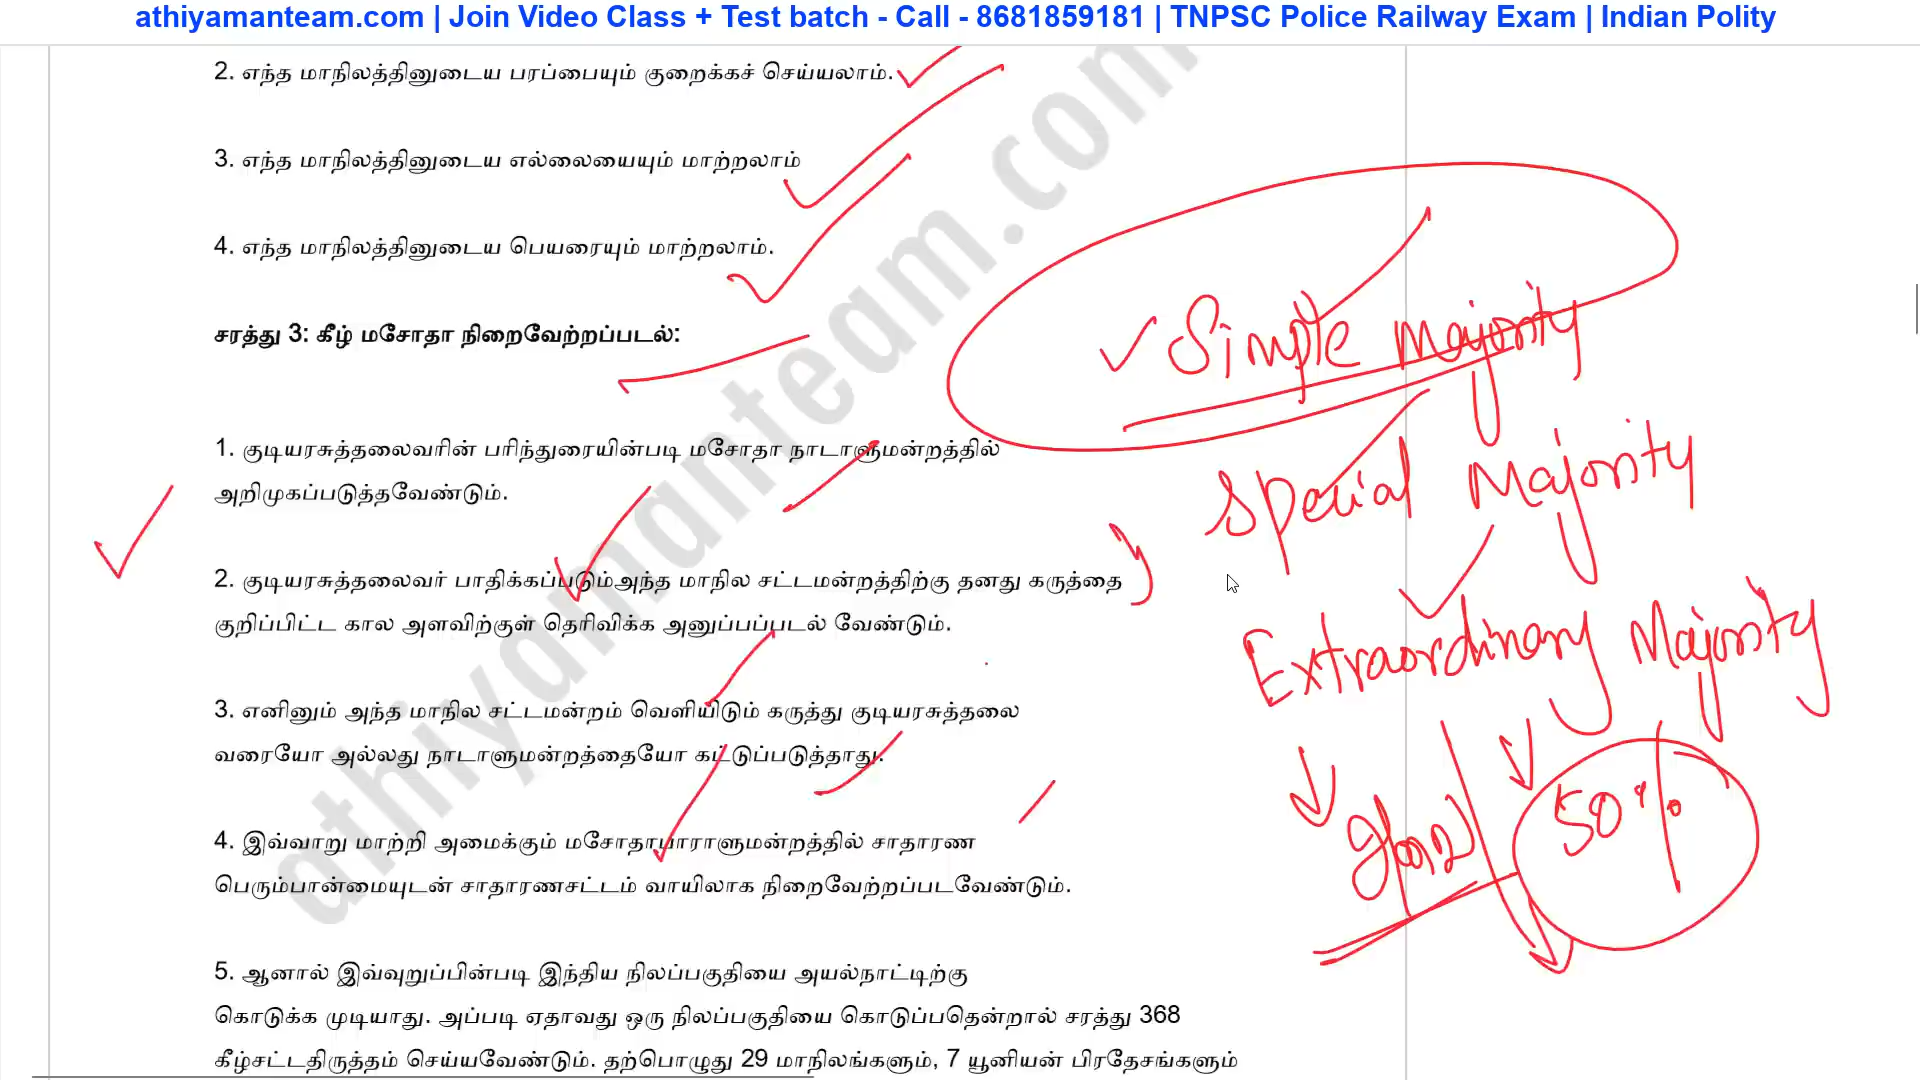 athiyamanteam.com | Join Video Class + Test batch - Call - 8681859181 | TNPSC Police Railway Exam | Indian Polity
2. எந்த மாநிலத்தினுடைய பரப்பையும் குறைக்கச் செய்யலாம்.
3. எந்த மாநிலத்தினுடைய எல்லையையும் மாற்றலாம்
4. எந்த மாநிலத்தினுடைய பெயரையும் மாற்றலாம்.
சரத்து 3: கீழ் மசோதா நிறைவேற்றப்படல்:
1. குடியரசுத்தலைவரின் பரிந்துரையின்படி மசோதா நாடாளுமன்றத்தில்
அறிமுகப்படுத்தவேண்டும்.
2. குடியரசுத்தலைவர் பாதிக்கப்படும்அந்த மாநில சட்டமன்றத்திற்கு தனது கருத்தை
குறிப்பிட்ட கால அளவிற்குள் தெரிவிக்க அனுப்பப்படல் வேண்டும்.
3. எனினும் அந்த மாநில சட்டமன்றம் வெளியிடும் கருத்து குடியரசுத்தலை
வரையோ அல்லது நாடாளுமன்றத்தையோ கட்டுப்படுத்தாது.
4. இவ்வாறு மாற்றி அமைக்கும் மசோதாபாராளுமன்றத்தில் சாதாரண
பெரும்பான்மையுடன் சாதாரணசட்டம் வாயிலாக நிறைவேற்றப்படவேண்டும்.
5. ஆனால் இவ்வுறுப்பின்படி இந்திய நிலப்பகுதியை அயல்நாட்டிற்கு
கொடுக்க முடியாது. அப்படி ஏதாவது ஒரு நிலப்பகுதியை கொடுப்பதென்றால் சரத்து 368
கீழ்சட்டதிருத்தம் செய்யவேண்டும். தற்பொழுது 29 மாநிலங்களும், 7 யூனியன் பிரதேசங்களும்
Simple Majority
Special Majority
Extraordinary Majority
50%
athiyamanteam.com